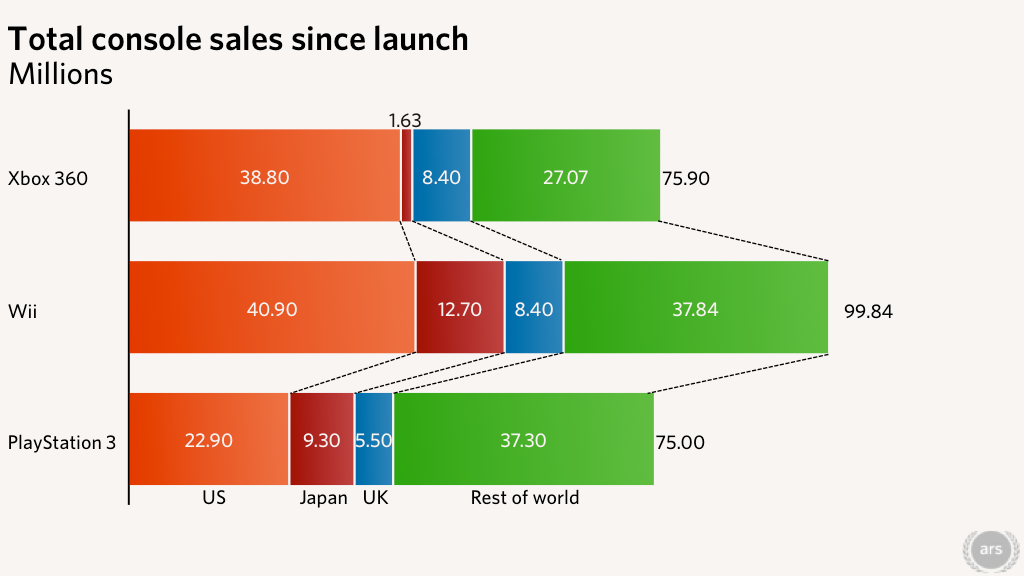 Total console sales since launch
Millions
1.63
Xbox 360 38.80 8.40 27.07 75.90
Wii 40.90 12.70 8.40 37.84 99.84
PlayStation 3 22.90 9.30 5.50 37.30 75.00
US Japan UK Rest of world
ars